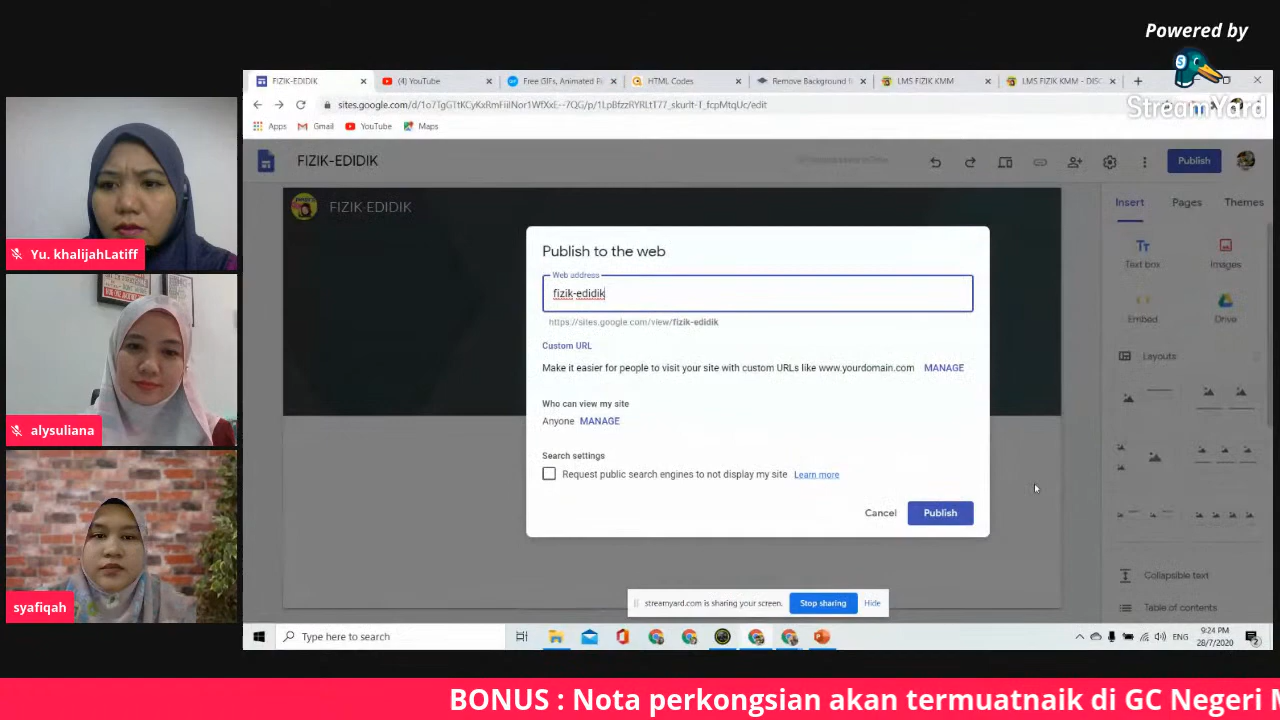 Powered by
StreamYard
FIZIK-EDIDIK
(4) YouTube
Free GIFs, Animated
HTML Codes
Remove Background
LMS FIZIK KMM
LMS FIZIK KMM - DISC
Apps
Gmail
YouTube
Maps
FIZIK-EDIDIK
Publish
FIZIK-EDIDIK
Insert
Pages
Themes
Text box
Images
Embed
Drive
Layouts
Collapsible text
Table of contents
Publish to the web
Web address
fizik-edidik
https://sites.google.com/view/fizik-edidik
Custom URL
Make it easier for people to visit your site with custom URLs like www.yourdomain.com MANAGE
Who can view my site
Anyone MANAGE
Search settings
Request public search engines to not display my site Learn more
Cancel
Publish
streamyard.com is sharing your screen.
Stop sharing
Hide
Type here to search
ENG
9:24 PM
28/7/2020
Yu. khalijahLatiff
alysuliana
syafiqah
BONUS : Nota perkongsian akan termuatnaik di GC Negeri